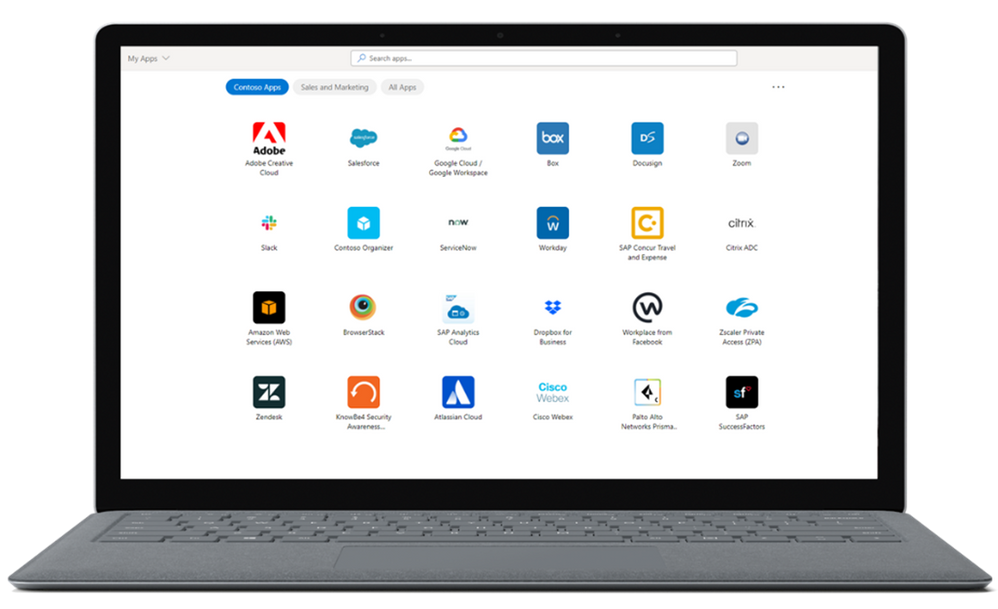 My Apps
Search apps...
Contoso Apps
Sales and Marketing
All Apps
Adobe
Adobe Creative
Cloud
salesforce
Salesforce
Google Cloud
Google Cloud /
Google Workspace
box
Box
DS
Docusign
Zoom
Slack
Contoso Organizer
now
ServiceNow
W
Workday
C
SAP Concur Travel
and Expense
citrix
Citrix ADC
Amazon Web
Services (AWS)
BrowserStack
SAP Analytics
Cloud
Dropbox for
Business
Workplace from
Facebook
Zscaler Private
Access (ZPA)
Zendesk
KnowBe4 Security
Awareness...
Atlassian Cloud
Cisco
Webex
Cisco Webex
Palto Alto
Networks Prisma..
sf
SAP
SuccessFactors